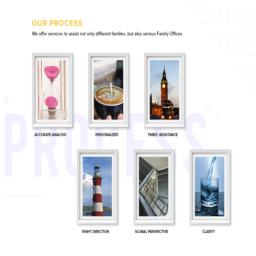 OUR PROCESS
We offer services to assist not only different families, but also various Family Offices.
ACCURATE ANALYSIS
PERSONALIZED
TIMELY ASSISTANCE
PROCESS
RIGHT DIRECTION
GLOBAL PERSPECTIVE
CLARITY